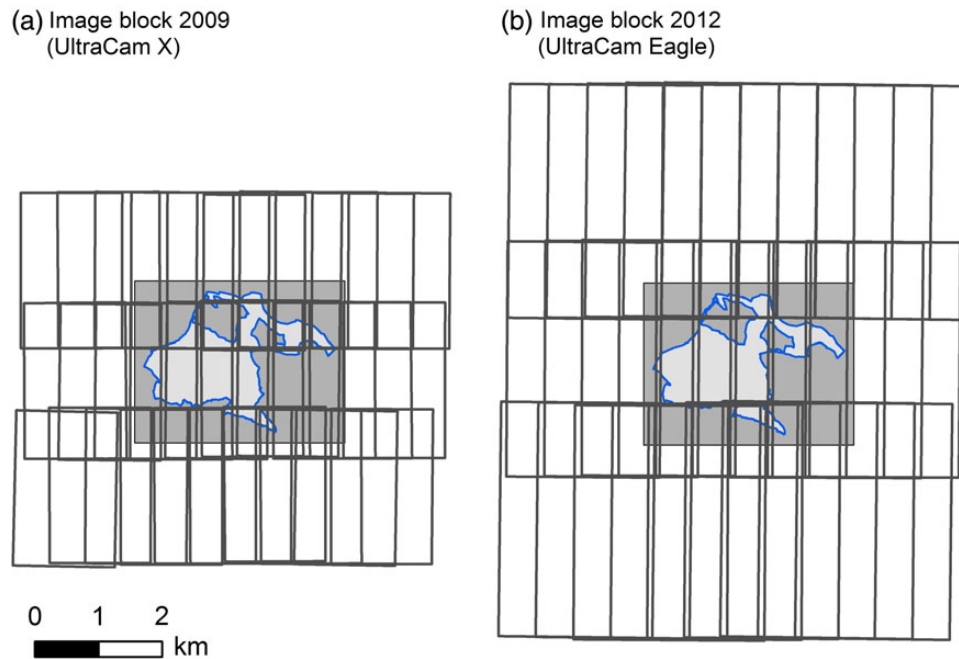 (a) Image block 2009
(UltraCam X)
(b) Image block 2012
(UltraCam Eagle)
0 1 2
km